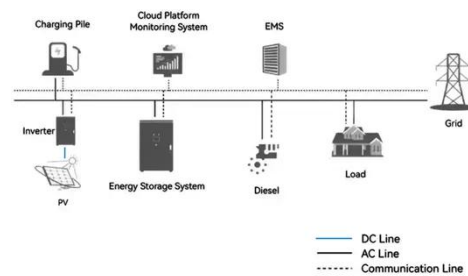 Charging Pile
Cloud Platform
Monitoring System
EMS
Grid
Inverter
PV
Energy Storage System
Diesel
Load
DC Line
AC Line
Communication Line